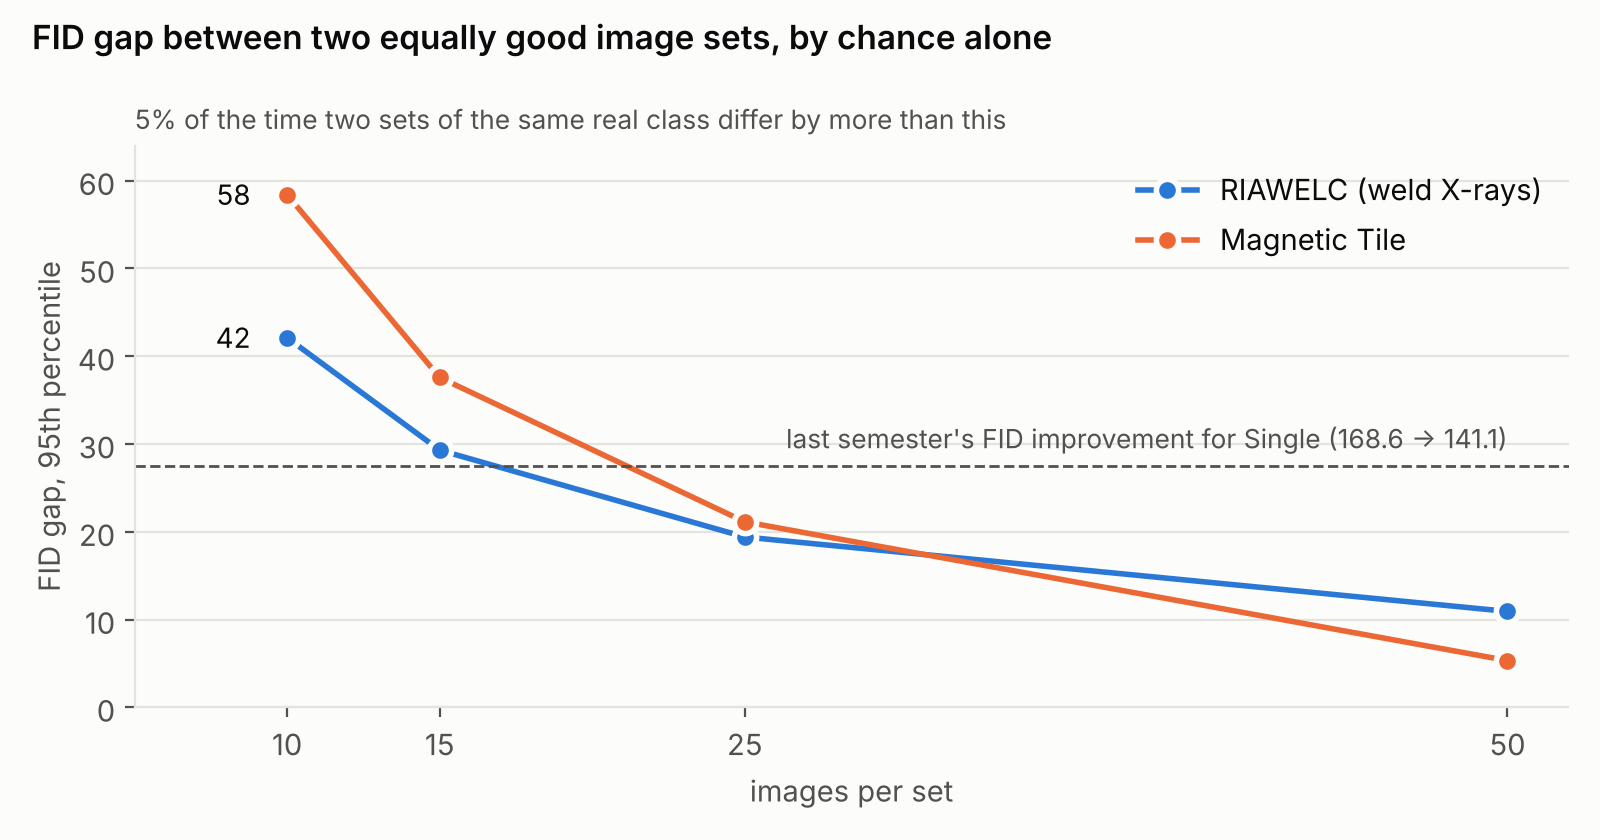 FID gap between two equally good image sets, by chance alone
5% of the time two sets of the same real class differ by more than this
RIAWELC (weld X-rays)
Magnetic Tile
58
42
last semester's FID improvement for Single (168.6 → 141.1)
FID gap, 95th percentile
60
50
40
30
20
10
0
10 15 25 50
images per set